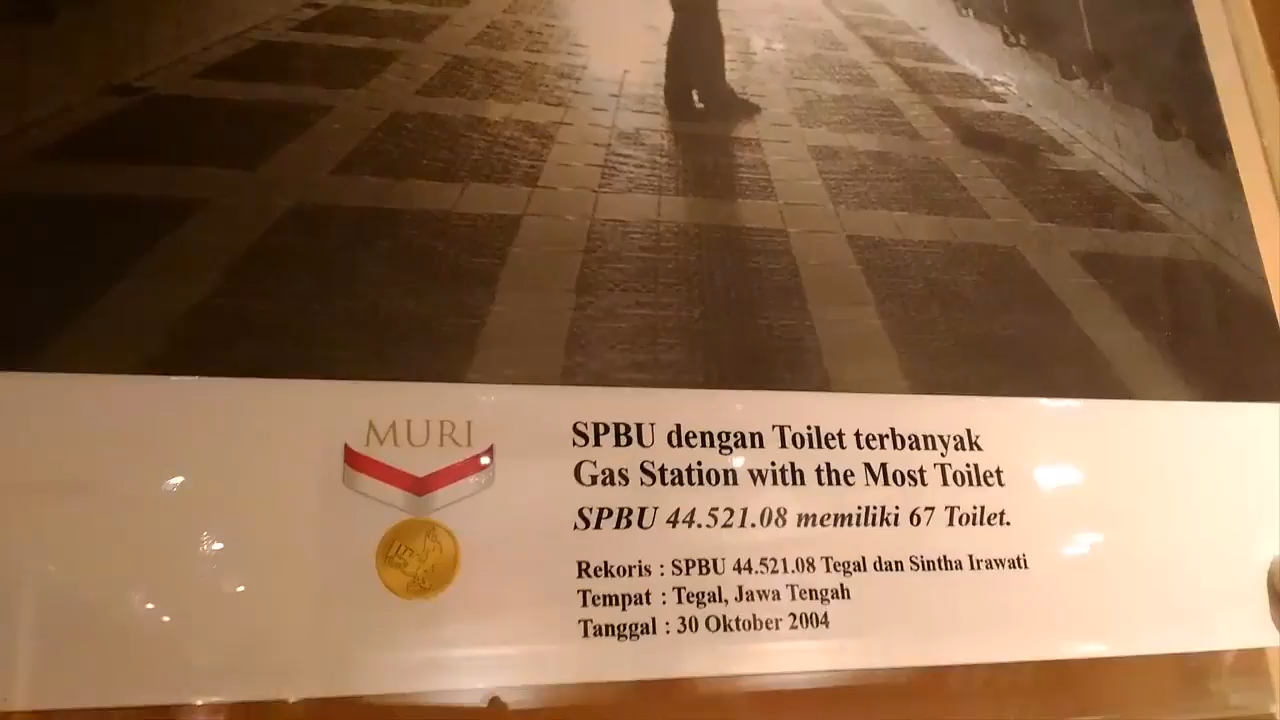 MURI
SPBU dengan Toilet terbanyak
Gas Station with the Most Toilet
SPBU 44.521.08 memiliki 67 Toilet.
Rekoris : SPBU 44.521.08 Tegal dan Sintha Irawati
Tempat : Tegal, Jawa Tengah
Tanggal : 30 Oktober 2004